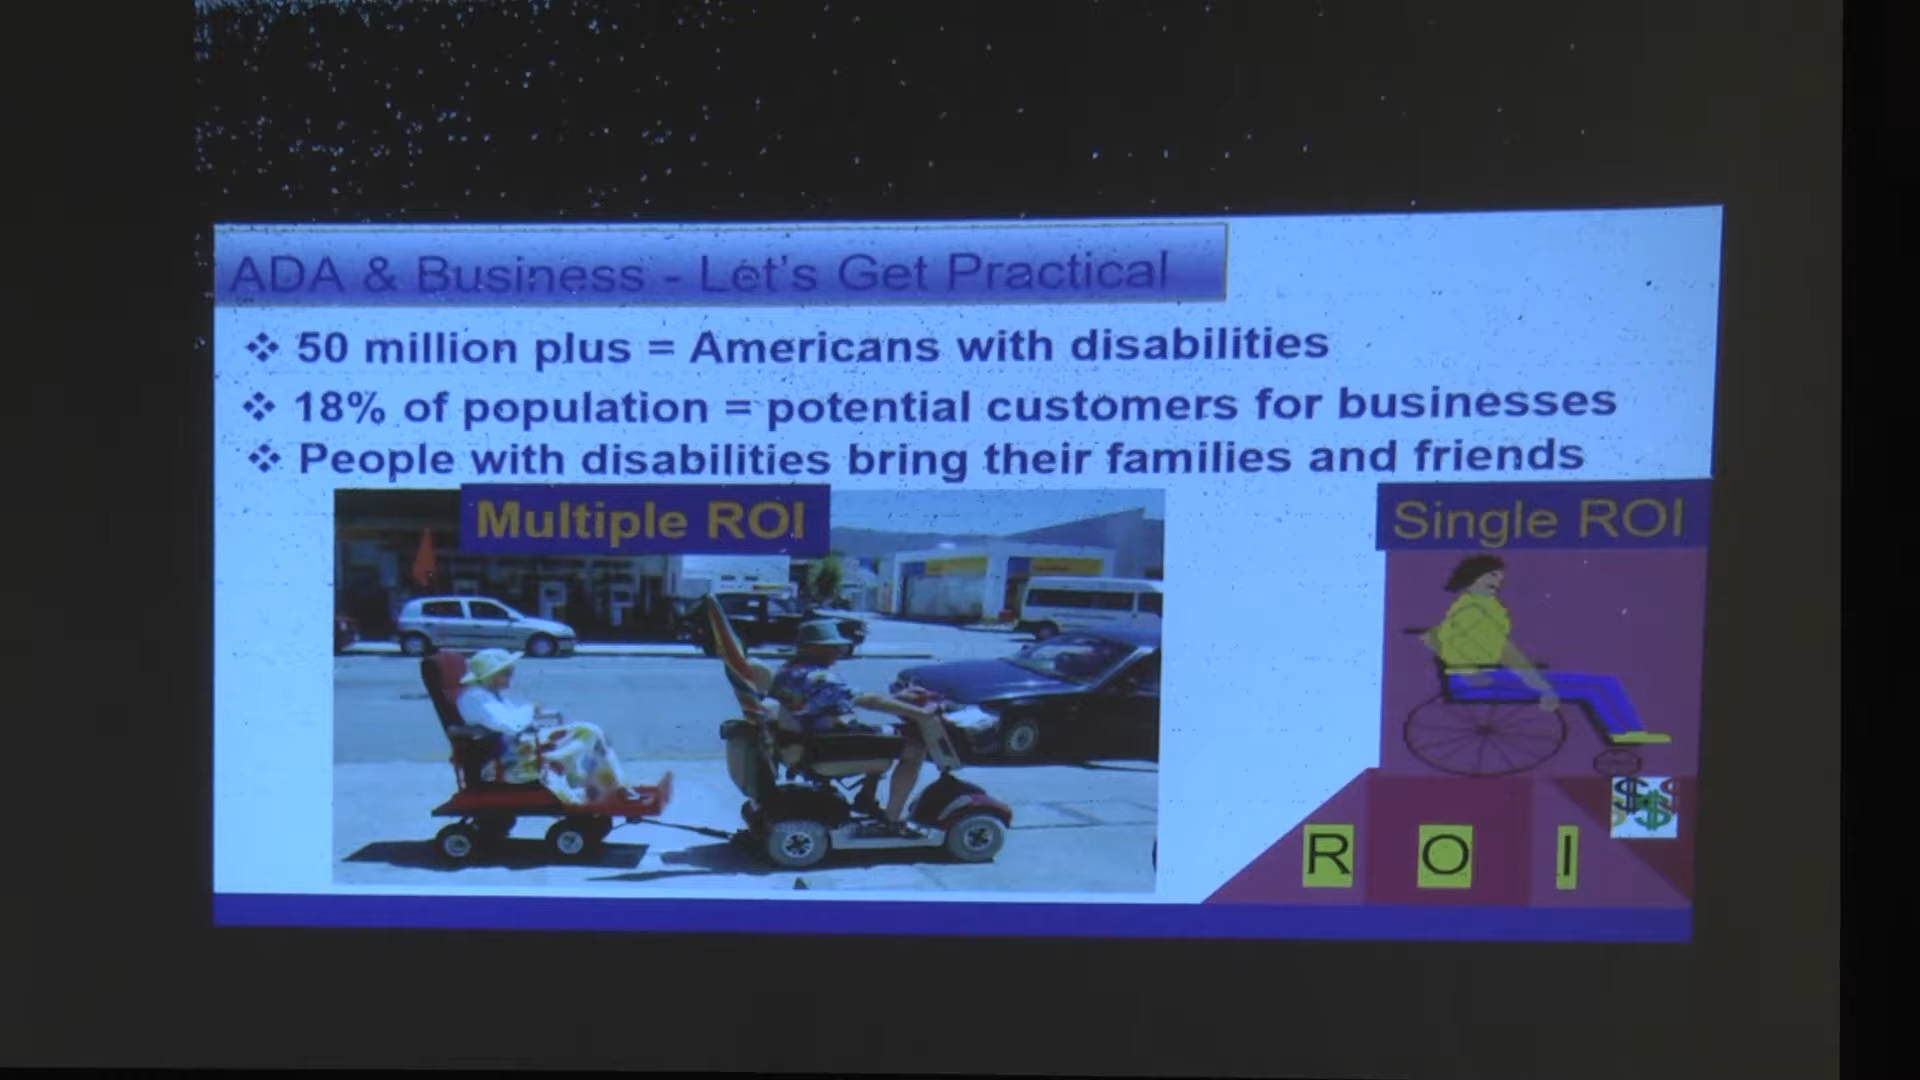 ADA & Business - Let's Get Practical
❖ 50 million plus = Americans with disabilities
❖ 18% of population = potential customers for businesses
❖ People with disabilities bring their families and friends
Multiple ROI
Single ROI
$$$
R O I